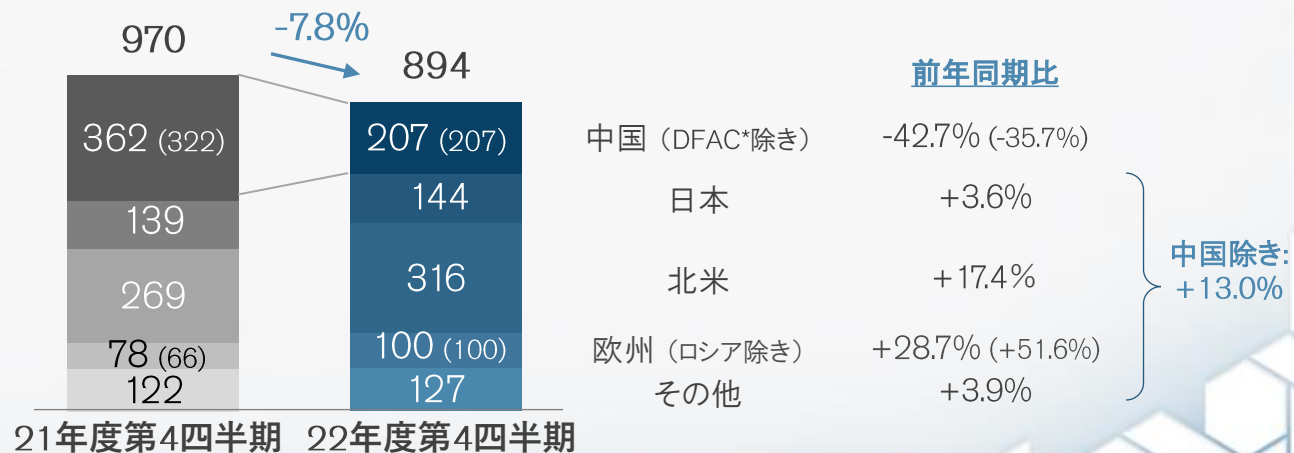 970
-7.8%
894
前年同期比
362 (322)
207 (207)
中国（DFAC*除き）
-42.7% (-35.7%)
139
144
日本
+3.6%
269
316
北米
+17.4%
中国除き:
+13.0%
78 (66)
100 (100)
欧州（ロシア除き）
+28.7% (+51.6%)
122
127
その他
+3.9%
21年度第4四半期
22年度第4四半期